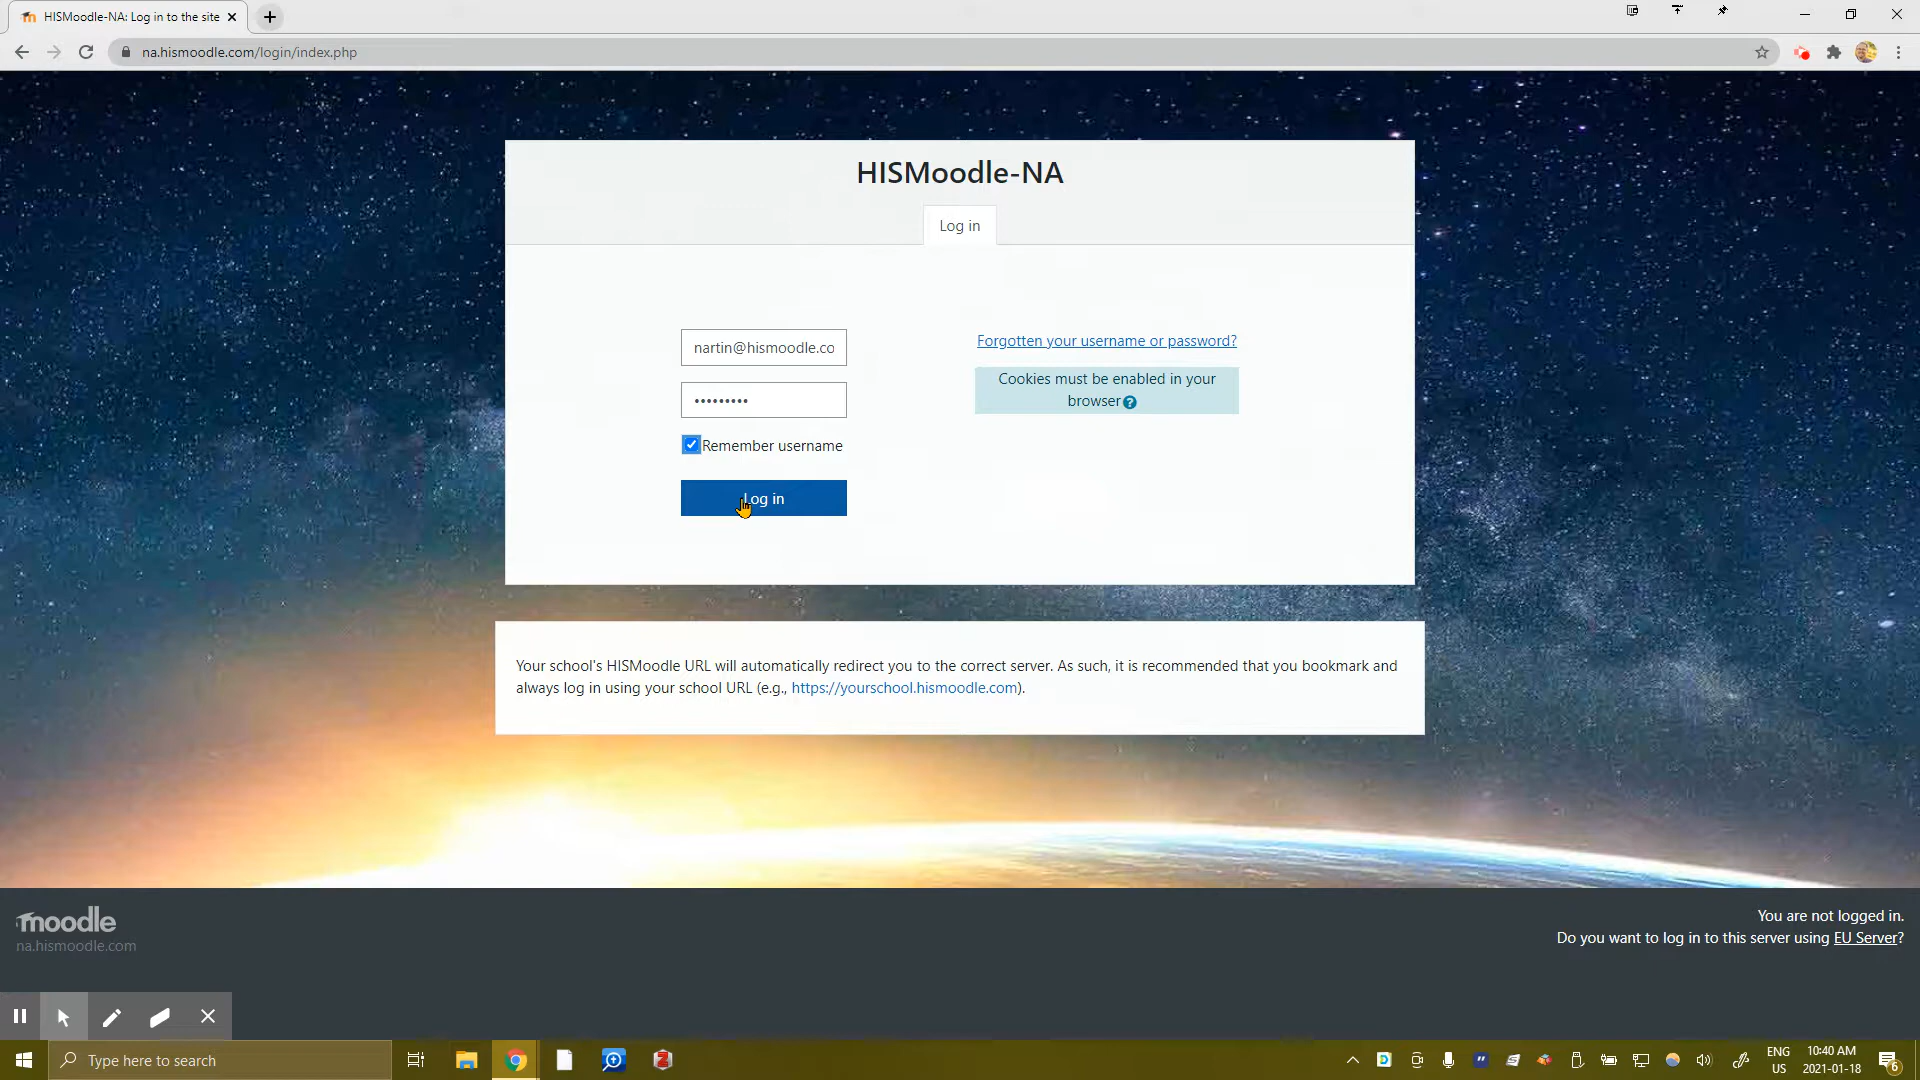 HISMoodle-NA: Log in to the site
na.hismoodle.com/login/index.php
HISMoodle-NA
Log in
nartin@hismoodle.co
•••••••••
Remember username
Log in
Forgotten your username or password?
Cookies must be enabled in your
browser
Your school's HISMoodle URL will automatically redirect you to the correct server. As such, it is recommended that you bookmark and
always log in using your school URL (e.g., https://yourschool.hismoodle.com).
moodle
na.hismoodle.com
You are not logged in.
Do you want to log in to this server using EU Server?
Type here to search
ENG
US
10:40 AM
2021-01-18
6